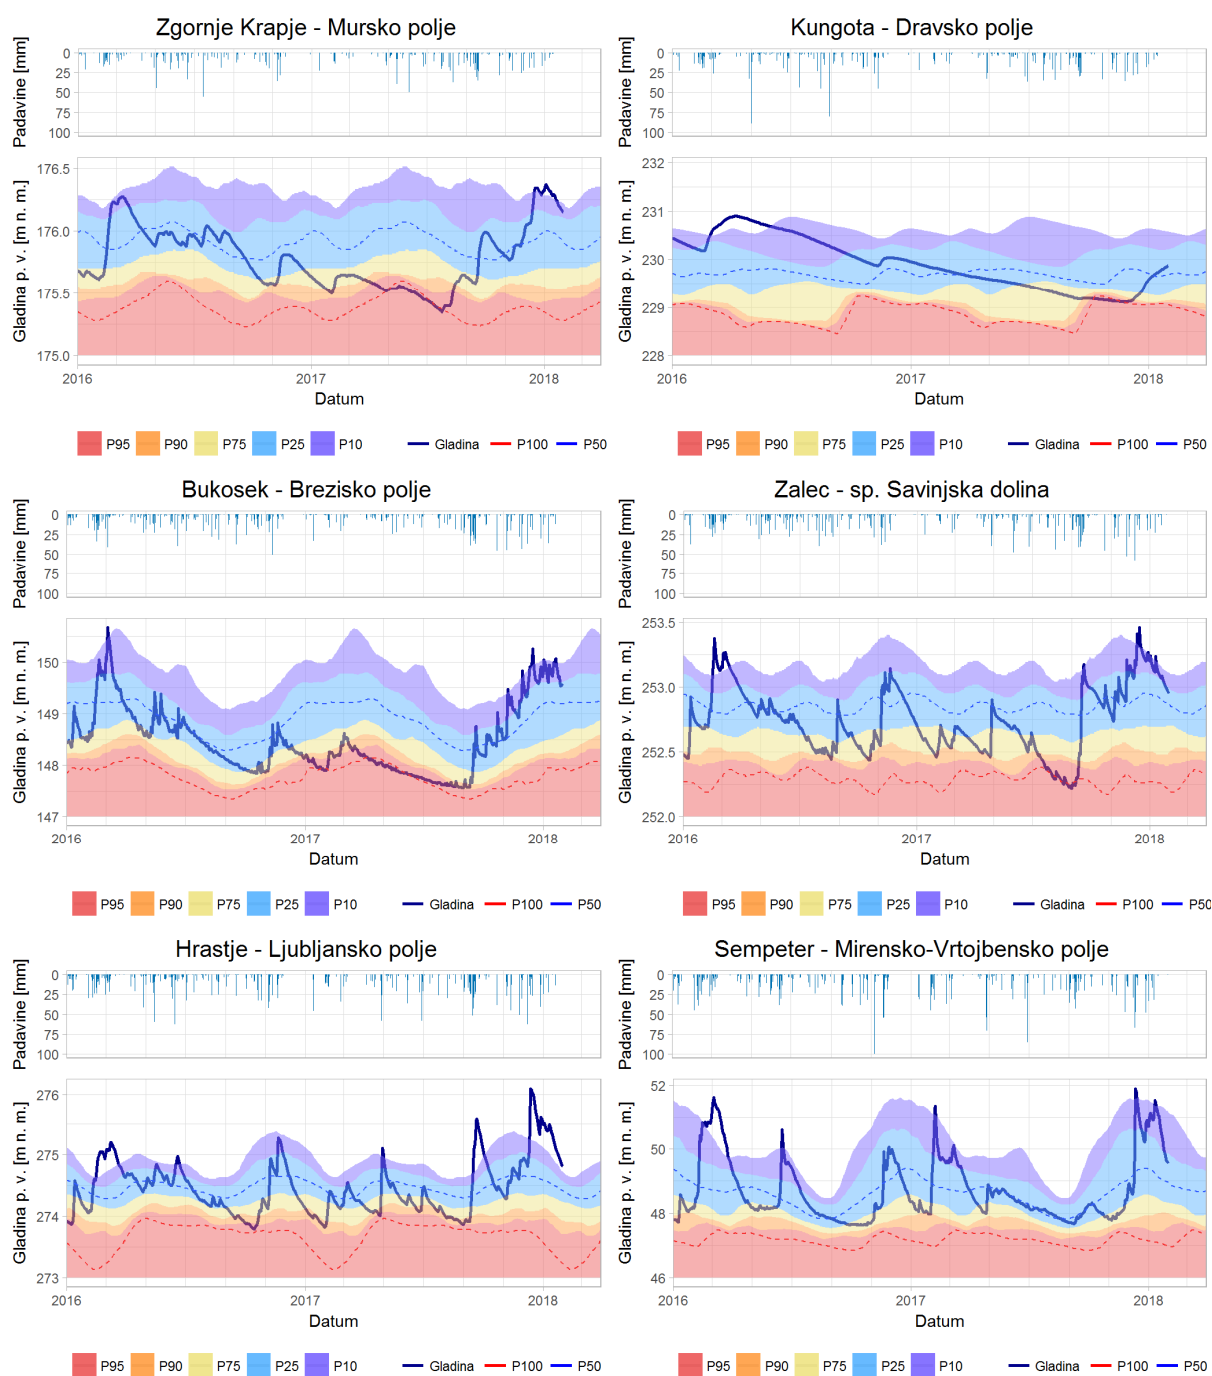 Zgornje Krapje - Mursko polje
Padavine [mm]
0
25
50
75
100
Gladina p. v. [m n. m.]
176.5
176.0
175.5
175.0
2016
2017
2018
Datum
P95 P90 P75 P25 P10 Gladina P100 P50
Kungota - Dravsko polje
Padavine [mm]
0
25
50
75
100
Gladina p. v. [m n. m.]
232
231
230
229
228
2016
2017
2018
Datum
P95 P90 P75 P25 P10 Gladina P100 P50
Bukosek - Brezisko polje
Padavine [mm]
0
25
50
75
100
Gladina p. v. [m n. m.]
150
149
148
147
2016
2017
2018
Datum
P95 P90 P75 P25 P10 Gladina P100 P50
Zalec - sp. Savinjska dolina
Padavine [mm]
0
25
50
75
100
Gladina p. v. [m n. m.]
253.5
253.0
252.5
252.0
2016
2017
2018
Datum
P95 P90 P75 P25 P10 Gladina P100 P50
Hrastje - Ljubljansko polje
Padavine [mm]
0
25
50
75
100
Gladina p. v. [m n. m.]
276
275
274
273
2016
2017
2018
Datum
P95 P90 P75 P25 P10 Gladina P100 P50
Sempeter - Mirensko-Vrtojbensko polje
Padavine [mm]
0
25
50
75
100
Gladina p. v. [m n. m.]
52
50
48
46
2016
2017
2018
Datum
P95 P90 P75 P25 P10 Gladina P100 P50